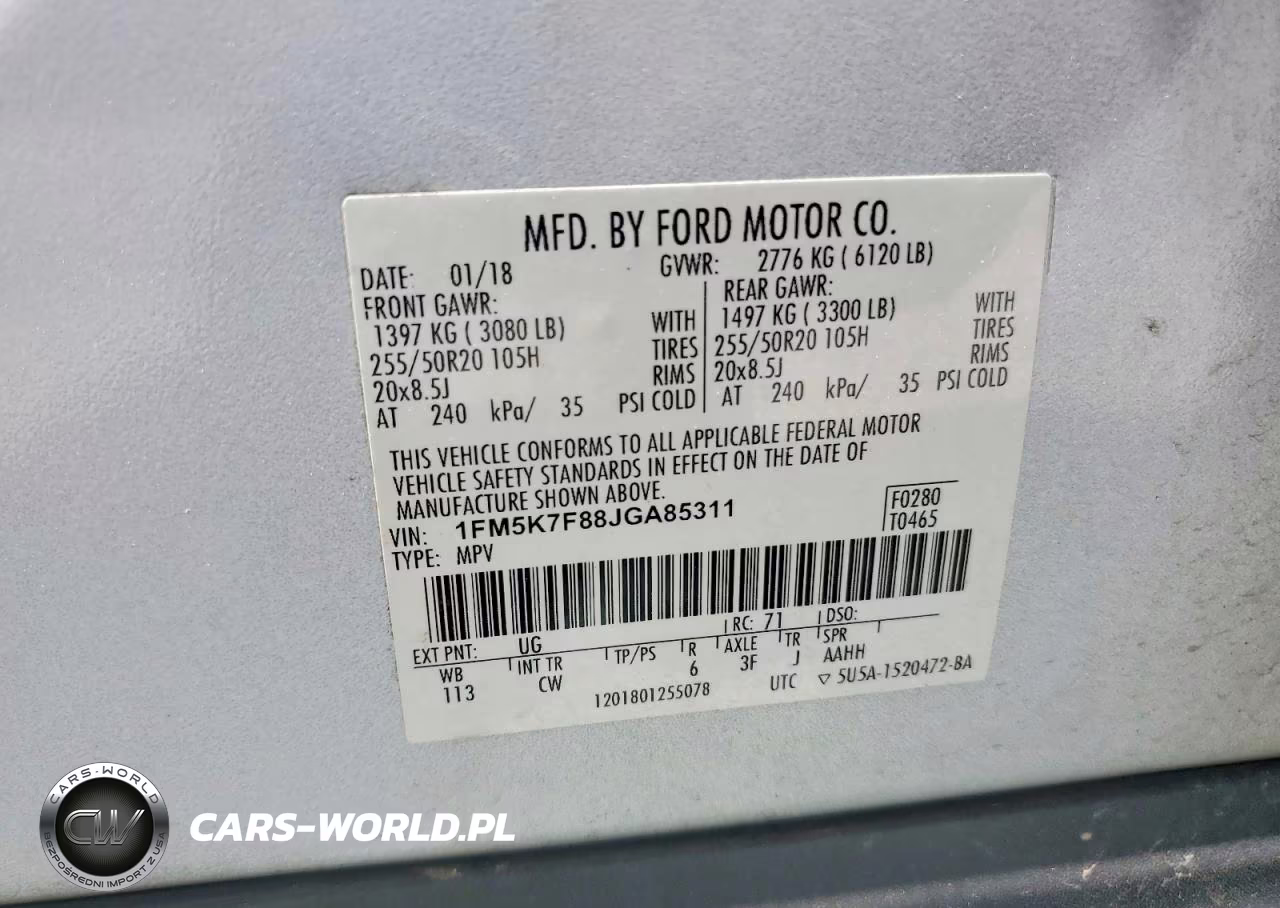 MFD. BY FORD MOTOR CO.
DATE: 01/18 GVWR: 2776 KG ( 6120 LB)
FRONT GAWR: REAR GAWR:
1397 KG ( 3080 LB) WITH 1497 KG ( 3300 LB) WITH
255/50R20 105H TIRES 255/50R20 105H TIRES
20x8.5J RIMS 20x8.5J RIMS
AT 240 kPa/ 35 PSI COLD AT 240 kPa/ 35 PSI COLD
THIS VEHICLE CONFORMS TO ALL APPLICABLE FEDERAL MOTOR
VEHICLE SAFETY STANDARDS IN EFFECT ON THE DATE OF
MANUFACTURE SHOWN ABOVE.
VIN: 1FM5K7F88JGA85311 F0280
TYPE: MPV T0465
EXT PNT: UG RC: 71 DSO:
WB INT TR TP/PS R AXLE TR SPR
113 CW 6 3F J AAHH
1201801255078 UTC ▽ 5U5A-1520472-BA
CARS-WORLD
CW
BEZPOŚREDNI IMPORT Z USA
CARS-WORLD.PL